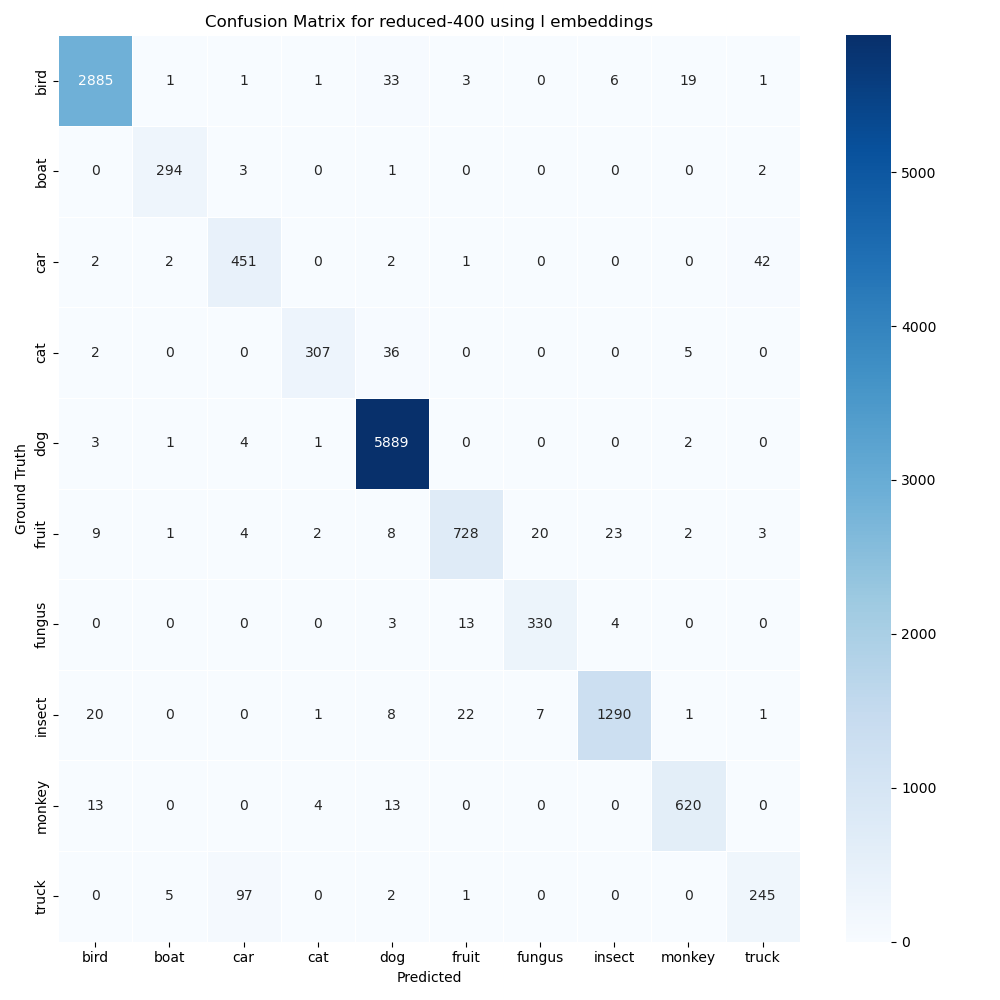 Confusion Matrix for reduced-400 using l embeddings
bird 2885 1 1 1 33 3 0 6 19 1
boat 0 294 3 0 1 0 0 0 0 2
car 2 2 451 0 2 1 0 0 0 42
cat 2 0 0 307 36 0 0 0 5 0
dog 3 1 4 1 5889 0 0 0 2 0
fruit 9 1 4 2 8 728 20 23 2 3
fungus 0 0 0 0 3 13 330 4 0 0
insect 20 0 0 1 8 22 7 1290 1 1
monkey 13 0 0 4 13 0 0 0 620 0
truck 0 5 97 0 2 1 0 0 0 245
bird boat car cat dog fruit fungus insect monkey truck
Predicted
Ground Truth
5000
4000
3000
2000
1000
0